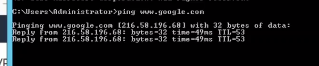 C:\Users\Administrator>ping www.google.com
Pinging www.google.com [216.58.196.68] with 32 bytes of data:
Reply from 216.58.196.68: bytes=32 time=49ms TTL=53
Reply from 216.58.196.68: bytes=32 time=49ms TTL=53